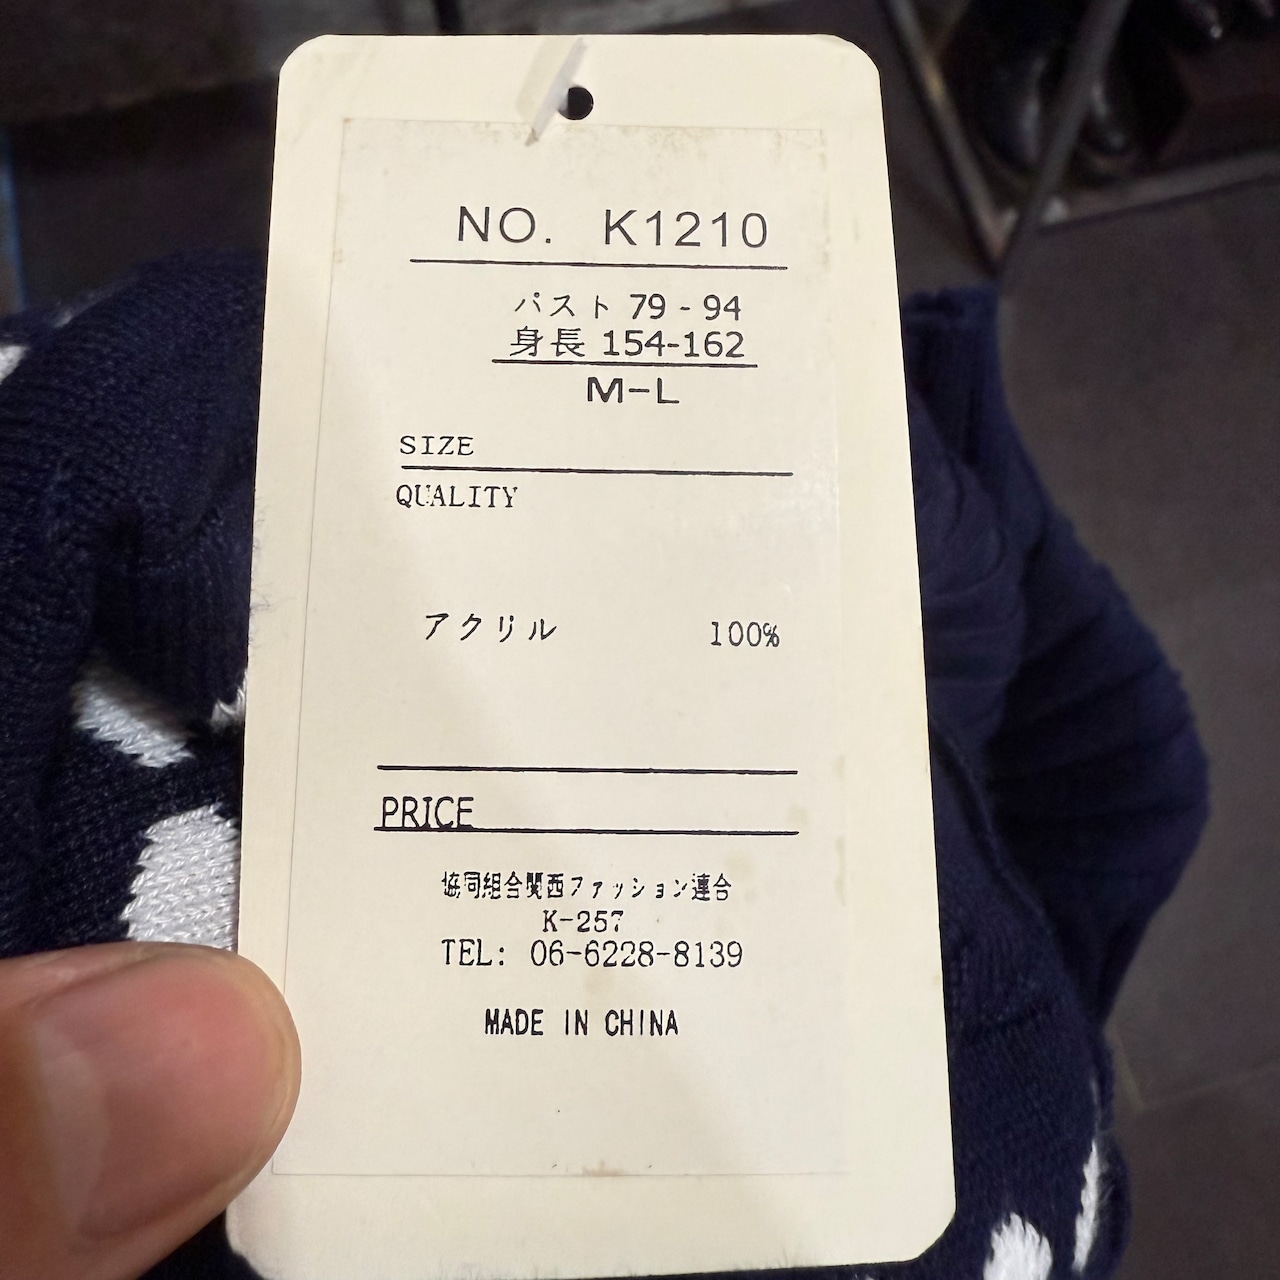 NO. K1210
パスト 79 - 94
身長 154-162
M-L
SIZE
QUALITY
アクリル 100%
PRICE
協同組合関西ファッション連合
K-257
TEL: 06-6228-8139
MADE IN CHINA